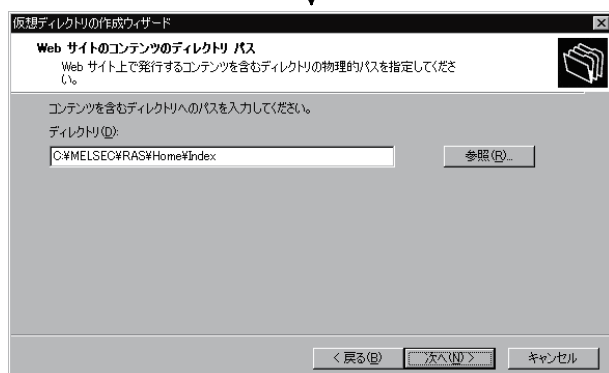 仮想ディレクトリの作成ウィザード
Web サイトのコンテンツのディレクトリ パス
Web サイト上で発行するコンテンツを含むディレクトリの物理的パスを指定してくださ
い。
コンテンツを含むディレクトリへのパスを入力してください。
ディレクトリ(D):
C:¥MELSEC¥RAS¥Home¥Index
参照(R)...
< 戻る(B)
次へ(N) >
キャンセル